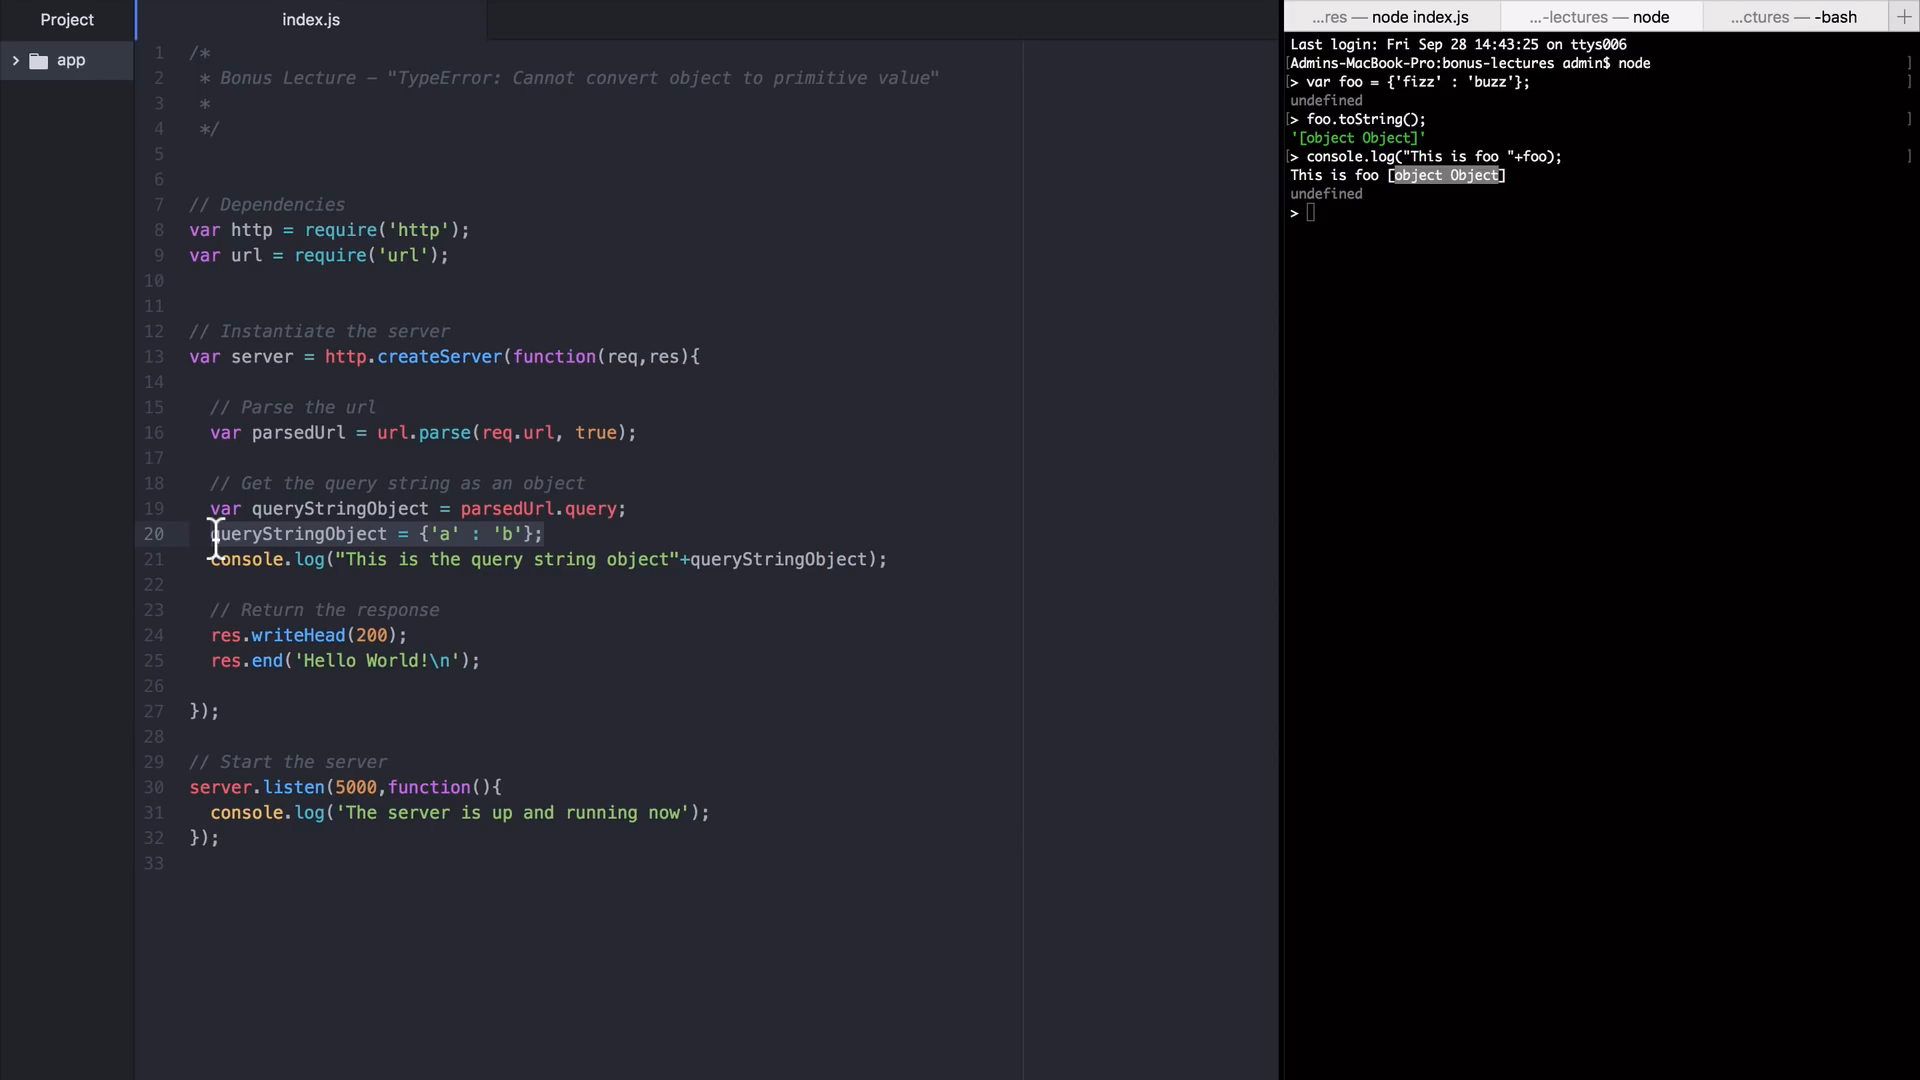 Project
app
index.js
1 /*
2 * Bonus Lecture – "TypeError: Cannot convert object to primitive value"
3 *
4 */
5
6
7 // Dependencies
8 var http = require('http');
9 var url = require('url');
10
11
12 // Instantiate the server
13 var server = http.createServer(function(req,res){
14
15 // Parse the url
16 var parsedUrl = url.parse(req.url, true);
17
18 // Get the query string as an object
19 var queryStringObject = parsedUrl.query;
20 queryStringObject = {'a' : 'b'};
21 console.log("This is the query string object"+queryStringObject);
22
23 // Return the response
24 res.writeHead(200);
25 res.end('Hello World!\n');
26
27 });
28
29 // Start the server
30 server.listen(5000,function(){
31 console.log('The server is up and running now');
32 });
33
...res — node index.js
...-lectures — node
...ctures — -bash
+
Last login: Fri Sep 28 14:43:25 on ttys006
[Admins-MacBook-Pro:bonus-lectures admin$ node ]
[> var foo = {'fizz' : 'buzz'}; ]
undefined
[> foo.toString(); ]
'[object Object]'
[> console.log("This is foo "+foo); ]
This is foo [object Object]
undefined
>